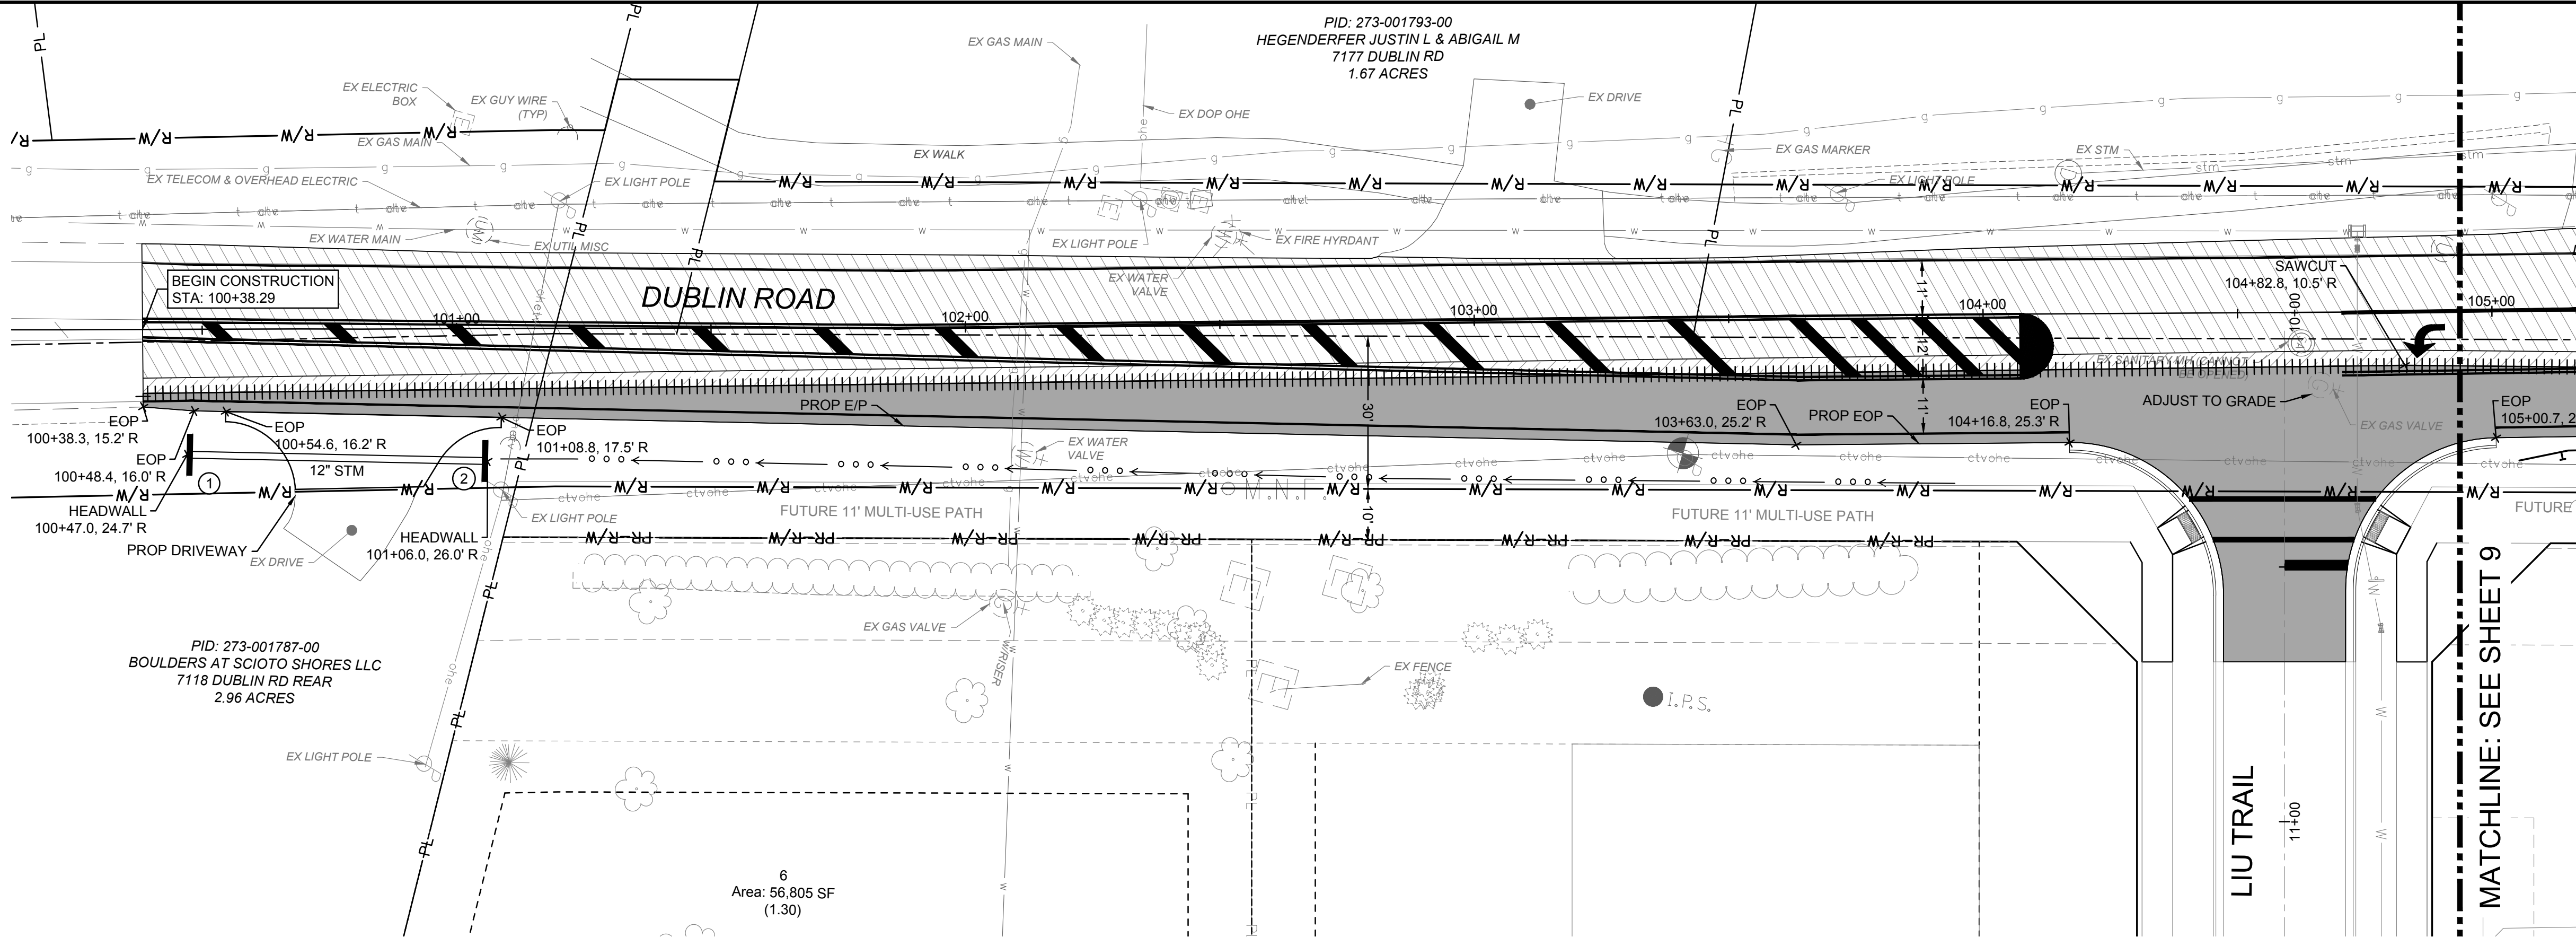 PID: 273-001793-00
HEGENDERFER JUSTIN L & ABIGAIL M
7177 DUBLIN RD
1.67 ACRES
EX GAS MAIN
EX ELECTRIC
BOX
EX GUY WIRE
(TYP)
EX DOP OHE
EX DRIVE
EX GAS MAIN
EX WALK
EX GAS MARKER
EX STM
EX TELECOM & OVERHEAD ELECTRIC
EX LIGHT POLE
EX LIGHT POLE
EX WATER MAIN
EX UTIL MISC
EX LIGHT POLE
EX FIRE HYRDANT
EX WATER
VALVE
BEGIN CONSTRUCTION
STA: 100+38.29
DUBLIN ROAD
SAWCUT
104+82.8, 10.5' R
101+00
102+00
103+00
104+00
105+00
10+00
11'
12'
11'
30'
10'
EX SANITARY MH (CANNOT
BE OPENED)
ADJUST TO GRADE
EX GAS VALVE
PROP E/P
EOP
100+38.3, 15.2' R
EOP
100+54.6, 16.2' R
EOP
101+08.8, 17.5' R
EOP
103+63.0, 25.2' R
PROP EOP
EOP
104+16.8, 25.3' R
EOP
105+00.7, 2
EOP
100+48.4, 16.0' R
12" STM
1
2
EX WATER
VALVE
M.N.F.
HEADWALL
100+47.0, 24.7' R
PROP DRIVEWAY
EX DRIVE
HEADWALL
101+06.0, 26.0' R
EX LIGHT POLE
FUTURE 11' MULTI-USE PATH
FUTURE 11' MULTI-USE PATH
FUTURE
EX GAS VALVE
W/RISER
EX FENCE
I.P.S.
PID: 273-001787-00
BOULDERS AT SCIOTO SHORES LLC
7118 DUBLIN RD REAR
2.96 ACRES
EX LIGHT POLE
6
Area: 56,805 SF
(1.30)
LIU TRAIL
11+00
MATCHLINE: SEE SHEET 9